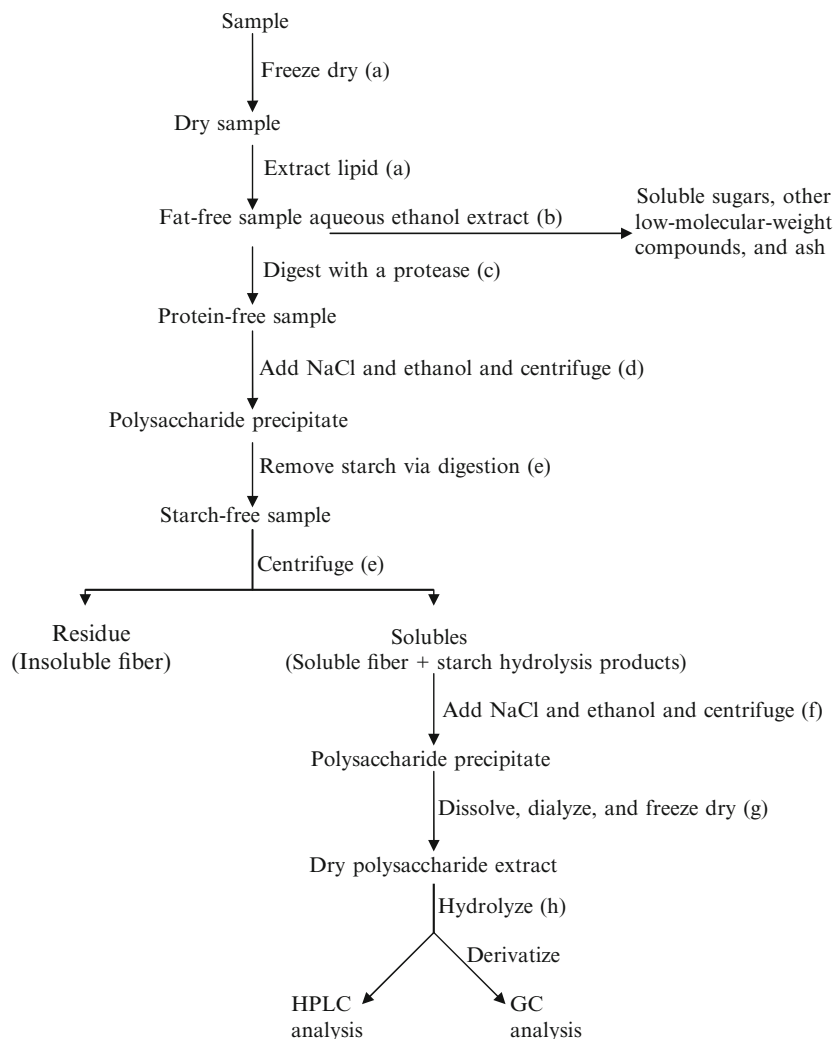 Sample
Freeze dry (a)
Dry sample
Extract lipid (a)
Fat-free sample aqueous ethanol extract (b)
Soluble sugars, other
low-molecular-weight
compounds, and ash
Digest with a protease (c)
Protein-free sample
Add NaCl and ethanol and centrifuge (d)
Polysaccharide precipitate
Remove starch via digestion (e)
Starch-free sample
Centrifuge (e)
Residue
(Insoluble fiber)
Solubles
(Soluble fiber + starch hydrolysis products)
Add NaCl and ethanol and centrifuge (f)
Polysaccharide precipitate
Dissolve, dialyze, and freeze dry (g)
Dry polysaccharide extract
Hydrolyze (h)
Derivatize
HPLC
analysis
GC
analysis